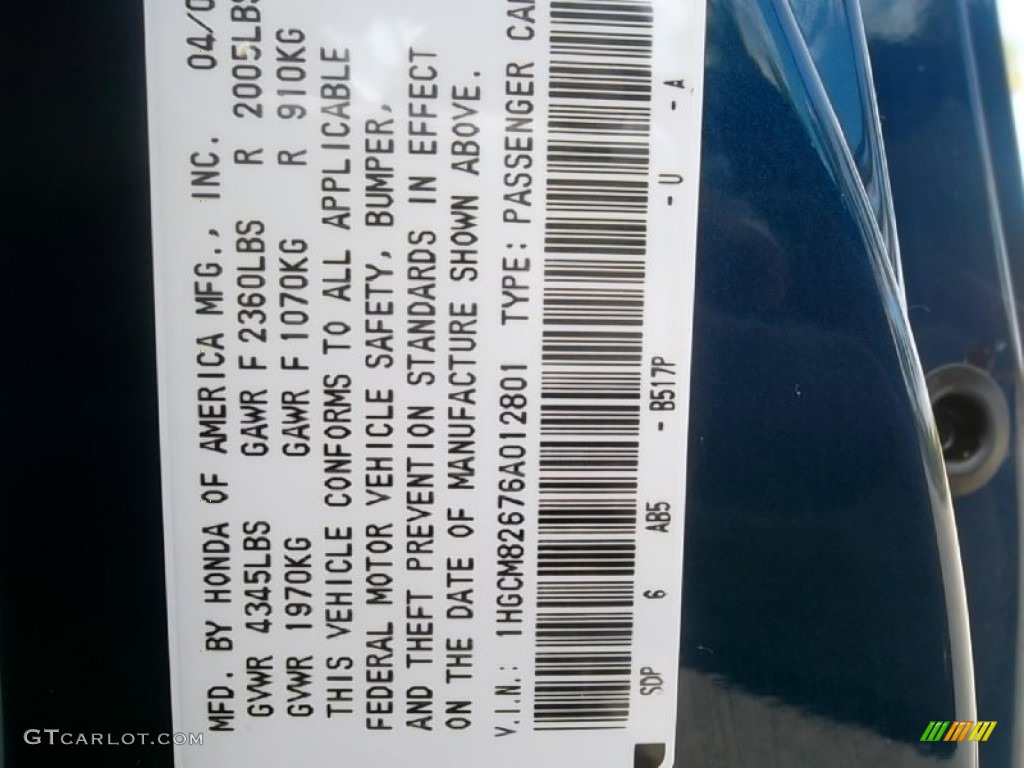 MFD. BY HONDA OF AMERICA MFG., INC. 04/0
GVWR 4345LBS GAWR F 2360LBS R 2005LBS
GVWR 1970KG GAWR F 1070KG R 910KG
THIS VEHICLE CONFORMS TO ALL APPLICABLE
FEDERAL MOTOR VEHICLE SAFETY, BUMPER,
AND THEFT PREVENTION STANDARDS IN EFFECT
ON THE DATE OF MANUFACTURE SHOWN ABOVE.
V.I.N.: 1HGCM82676A012801 TYPE: PASSENGER CAR
SDP 6 AB5 - B517P - U - A
GTCARLOT.COM